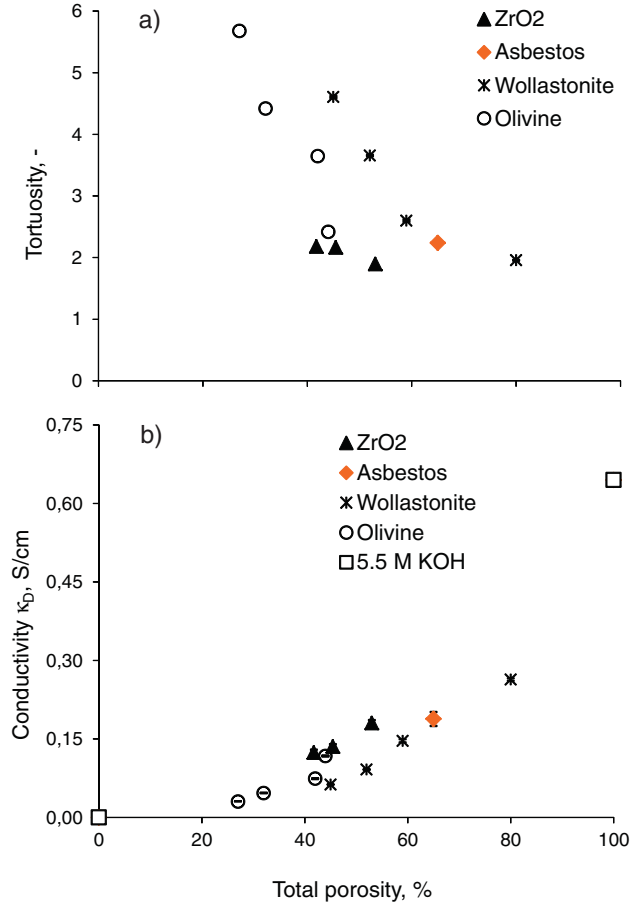 a)
ZrO2
Asbestos
Wollastonite
Olivine
6
5
4
3
2
1
0
Tortuosity, -
b)
ZrO2
Asbestos
Wollastonite
Olivine
5.5 M KOH
0,75
0,60
0,45
0,30
0,15
0,00
Conductivity κD, S/cm
0 20 40 60 80 100
Total porosity, %